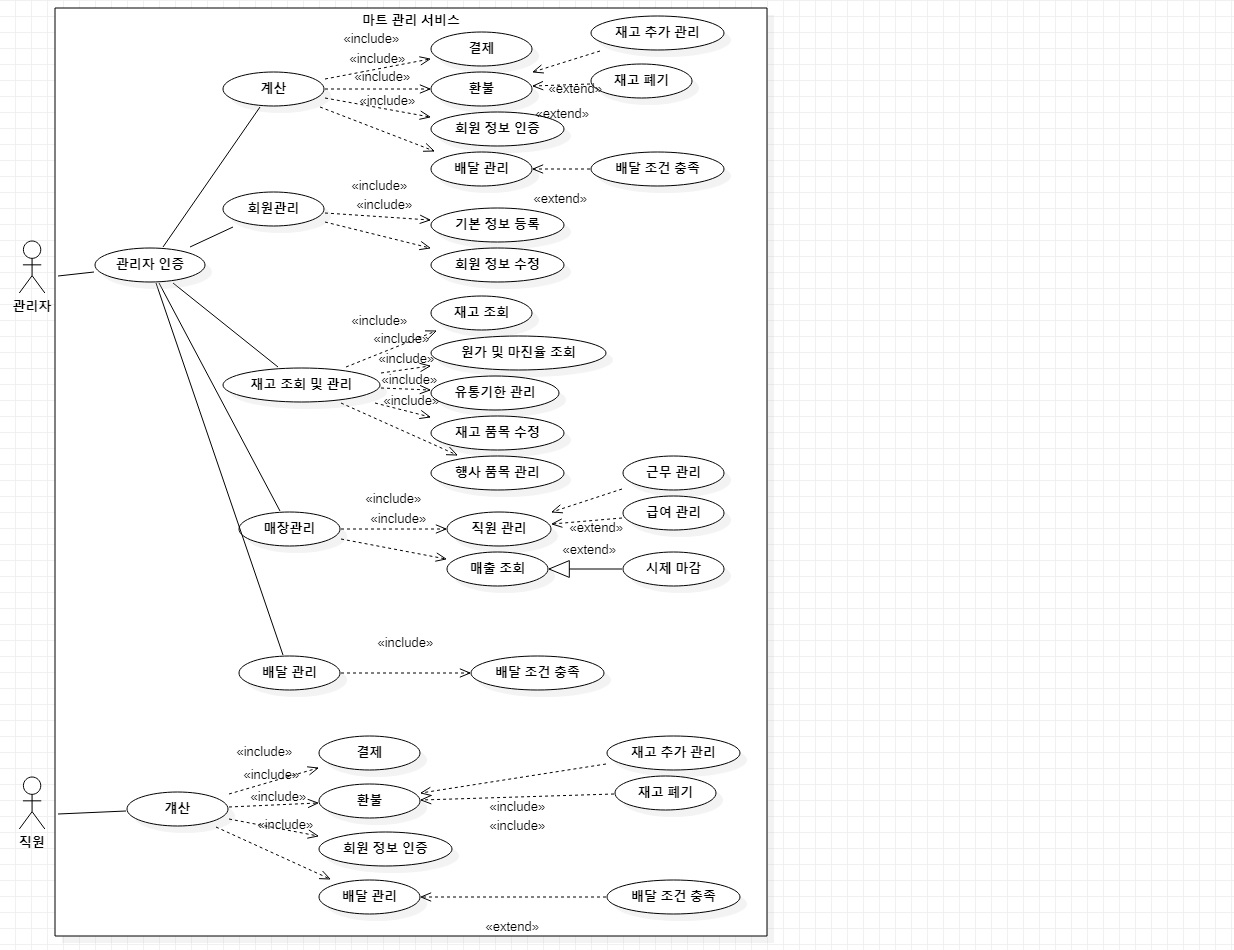 마트 관리 서비스
«include»
«include»
«include»
«include»
계산
결제
환불
회원 정보 인증
배달 관리
재고 추가 관리
재고 폐기
«extend»
«extend»
배달 조건 충족
«extend»
회원관리
«include»
«include»
기본 정보 등록
회원 정보 수정
관리자 인증
관리자
재고 조회 및 관리
«include»
«include»
«include»
«include»
«include»
재고 조회
원가 및 마진율 조회
유통기한 관리
재고 품목 수정
행사 품목 관리
매장관리
«include»
«include»
직원 관리
매출 조회
근무 관리
급여 관리
«extend»
«extend»
시제 마감
배달 관리
«include»
배달 조건 충족
직원
걔산
«include»
«include»
«include»
«include»
결제
환불
회원 정보 인증
배달 관리
재고 추가 관리
재고 폐기
«include»
«include»
배달 조건 충족
«extend»